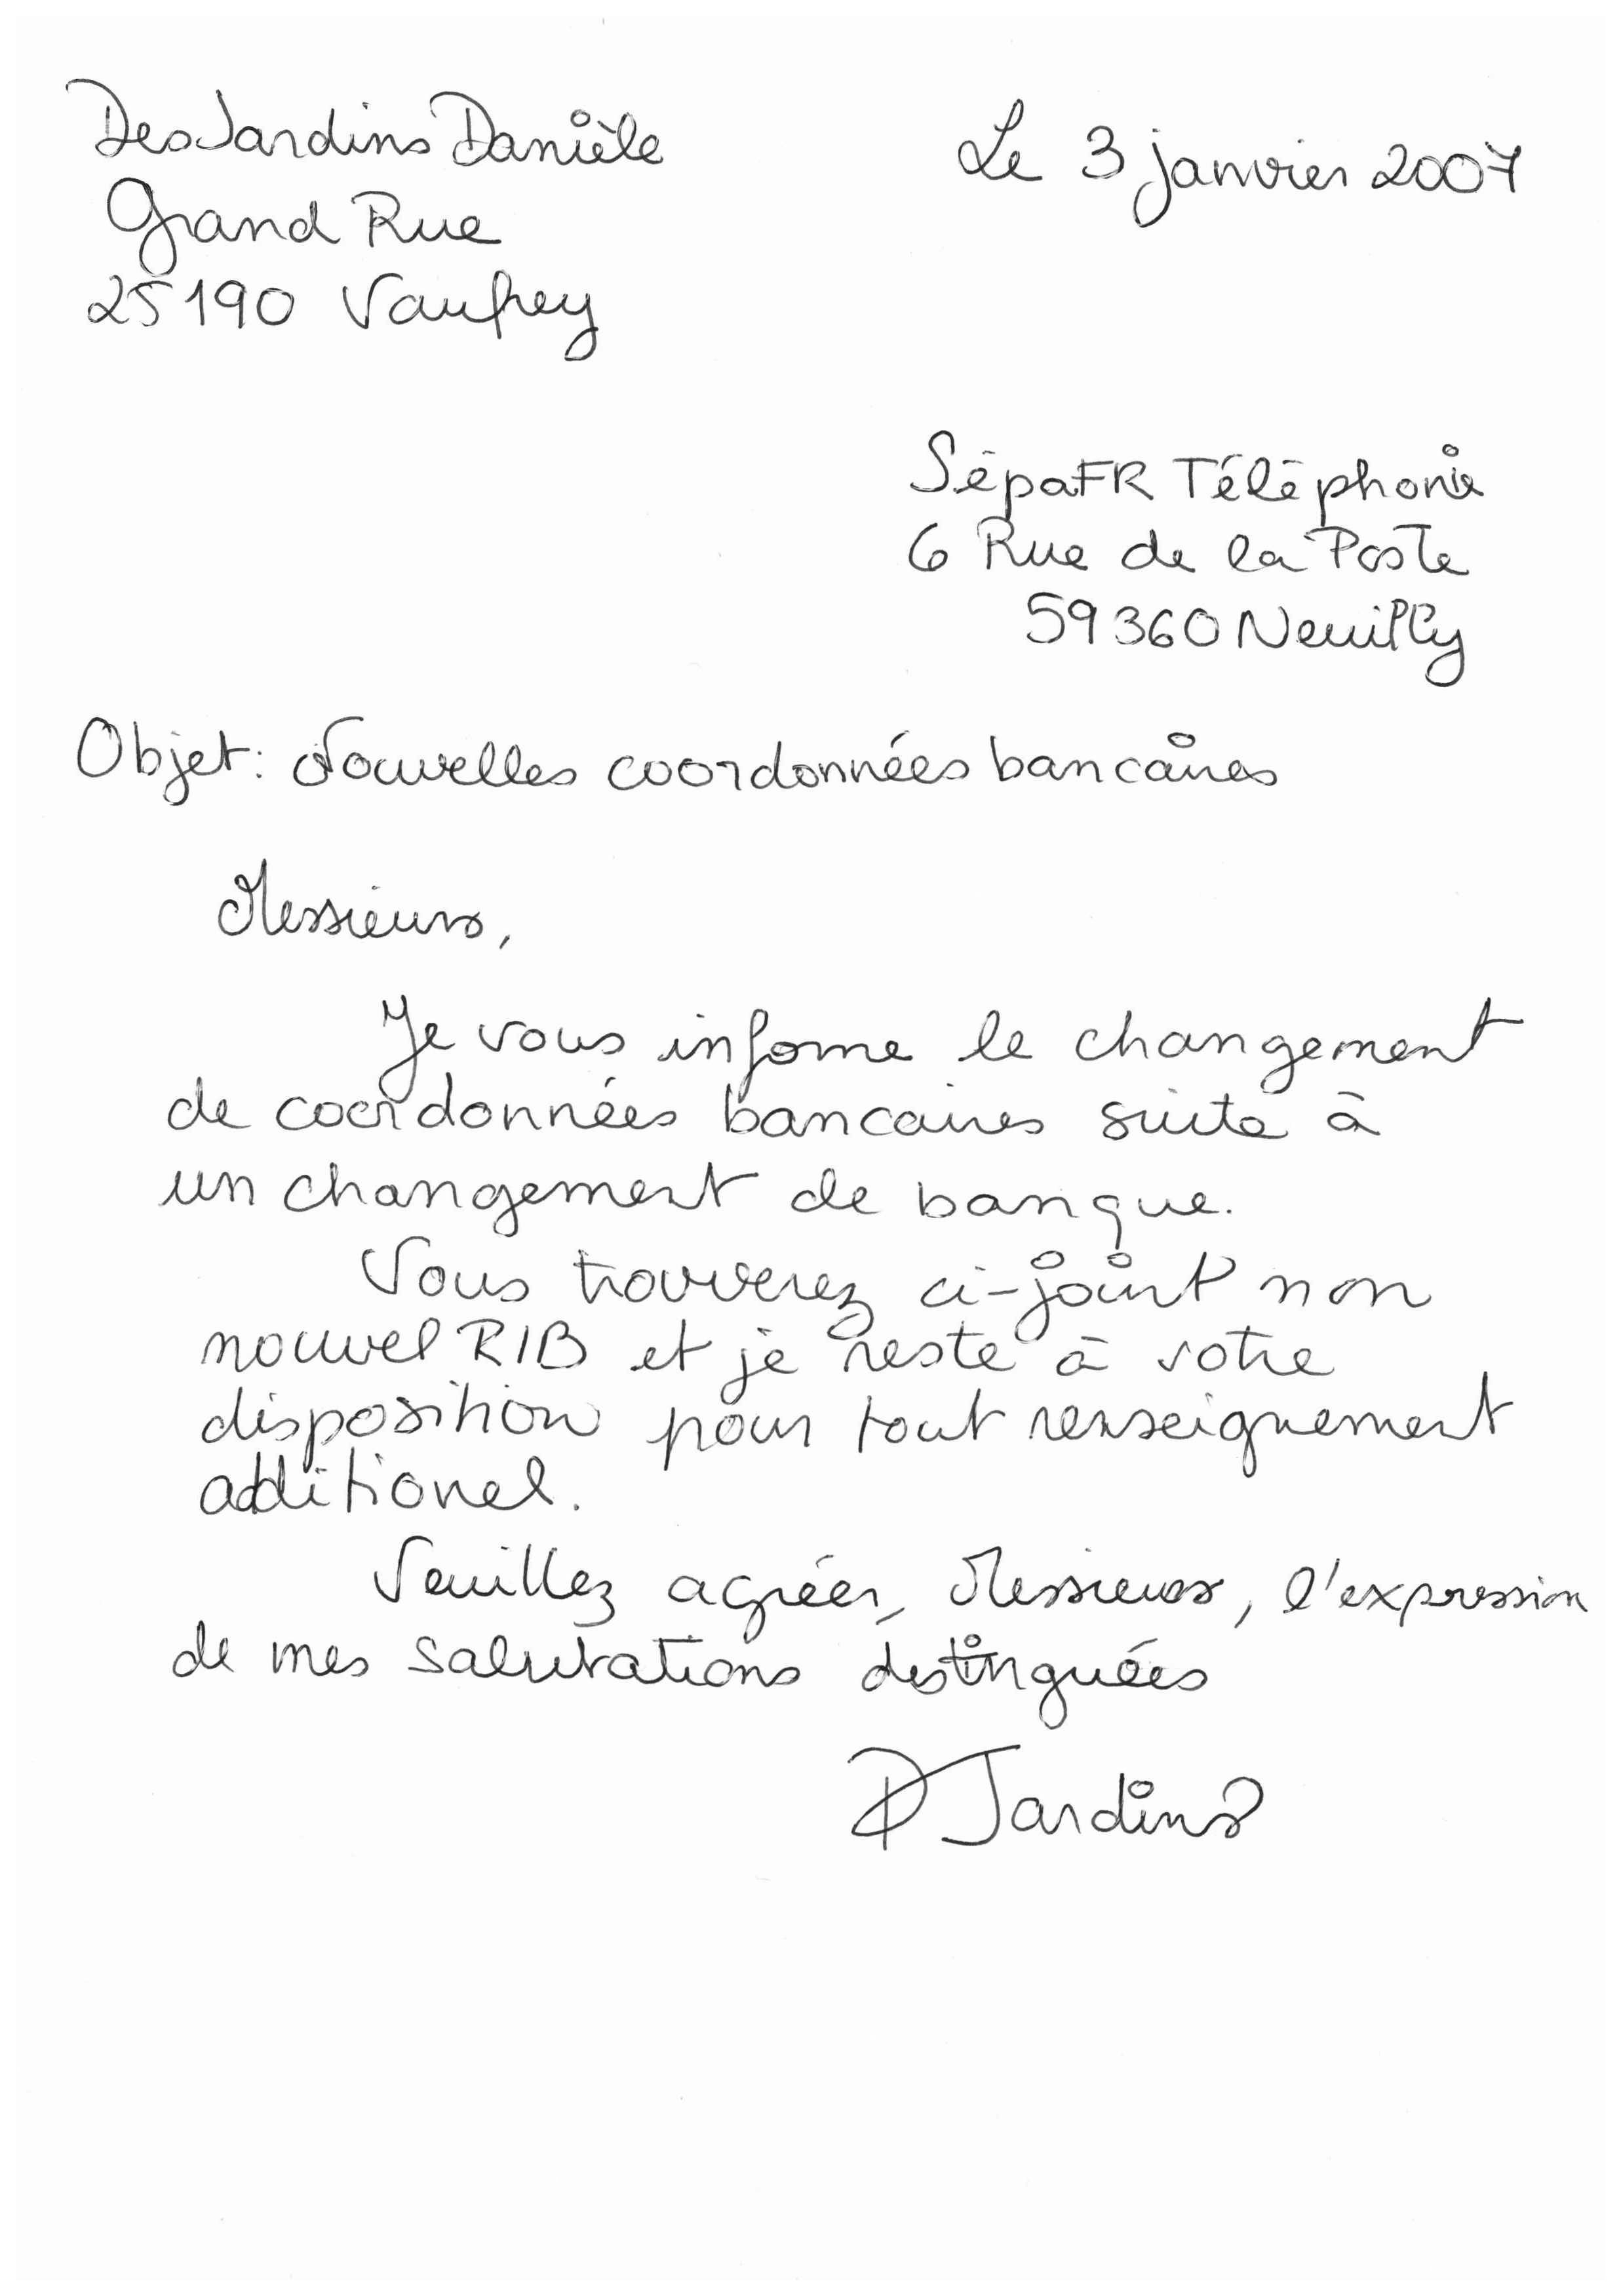 DesJardins Danièle
Le 3 janvier 2007
Grand Rue
25190 Vaufrey
SépaFR Téléphonie
6 Rue de la Poste
59360 Neuilly
Objet: Nouvelles coordonnées bancaires
Messieurs,
Je vous informe le changement
de coordonnées bancaires suite à
un changement de banque.
Vous trouverez ci-joint mon
nouvel RIB et je reste à votre
disposition pour tout renseignement
additionel.
Veuillez agréer, Messieurs, l'expression
de mes salutations distinguées
D Jardins